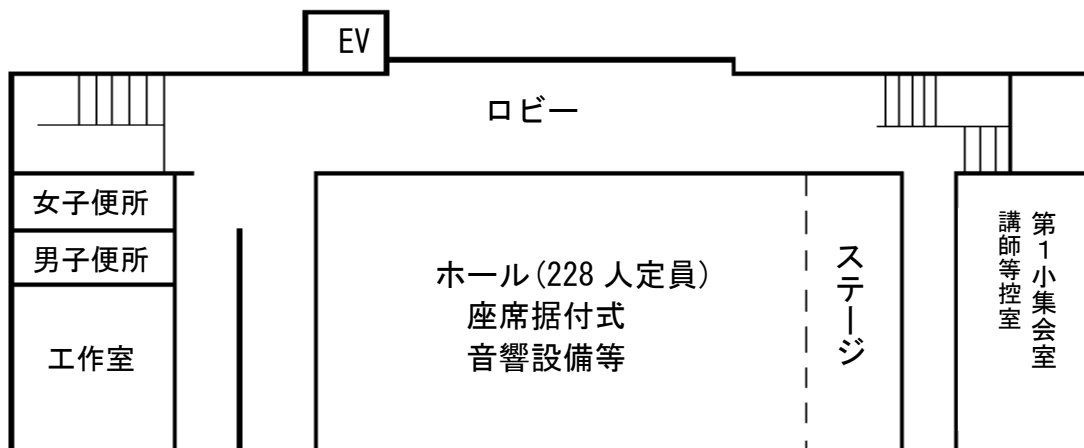 EV
ロビー
女子便所
男子便所
工作室
ホール(228人定員)
座席据付式
音響設備等
ステージ
第1小集会室
講師等控室